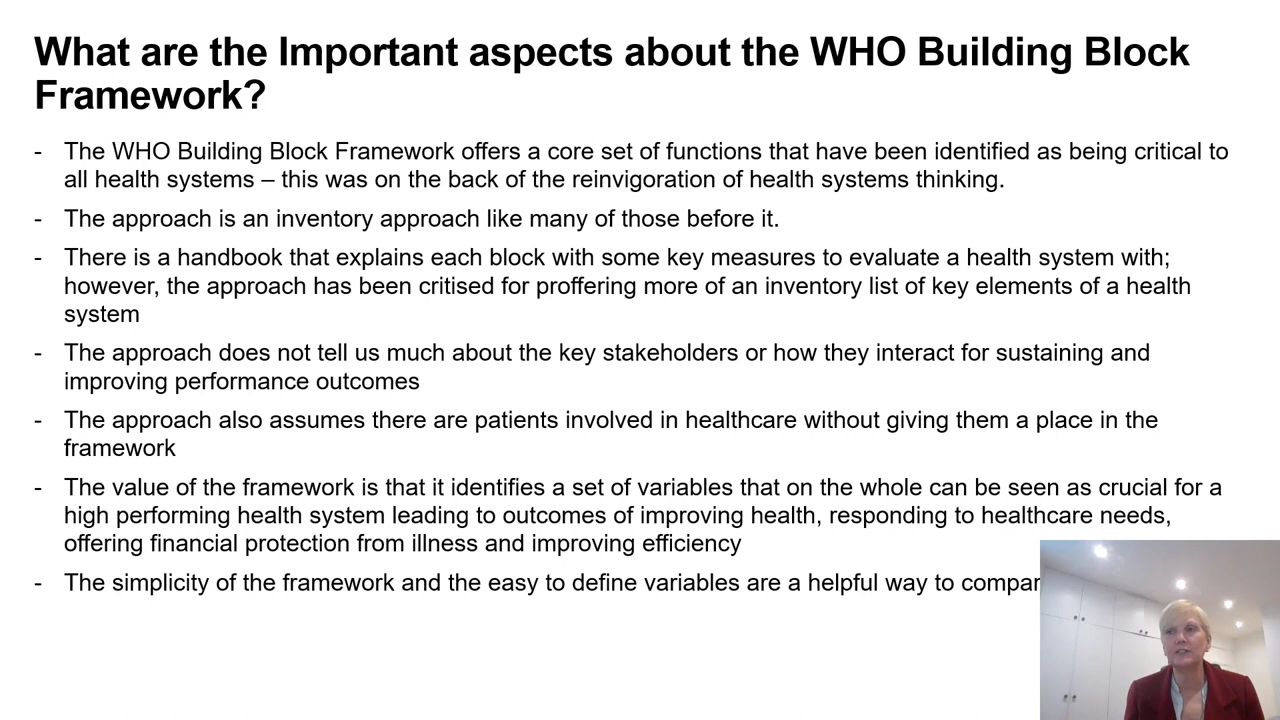 What are the Important aspects about the WHO Building Block
Framework?
- The WHO Building Block Framework offers a core set of functions that have been identified as being critical to
all health systems – this was on the back of the reinvigoration of health systems thinking.
- The approach is an inventory approach like many of those before it.
- There is a handbook that explains each block with some key measures to evaluate a health system with;
however, the approach has been critised for proffering more of an inventory list of key elements of a health
system
- The approach does not tell us much about the key stakeholders or how they interact for sustaining and
improving performance outcomes
- The approach also assumes there are patients involved in healthcare without giving them a place in the
framework
- The value of the framework is that it identifies a set of variables that on the whole can be seen as crucial for a
high performing health system leading to outcomes of improving health, responding to healthcare needs,
offering financial protection from illness and improving efficiency
- The simplicity of the framework and the easy to define variables are a helpful way to